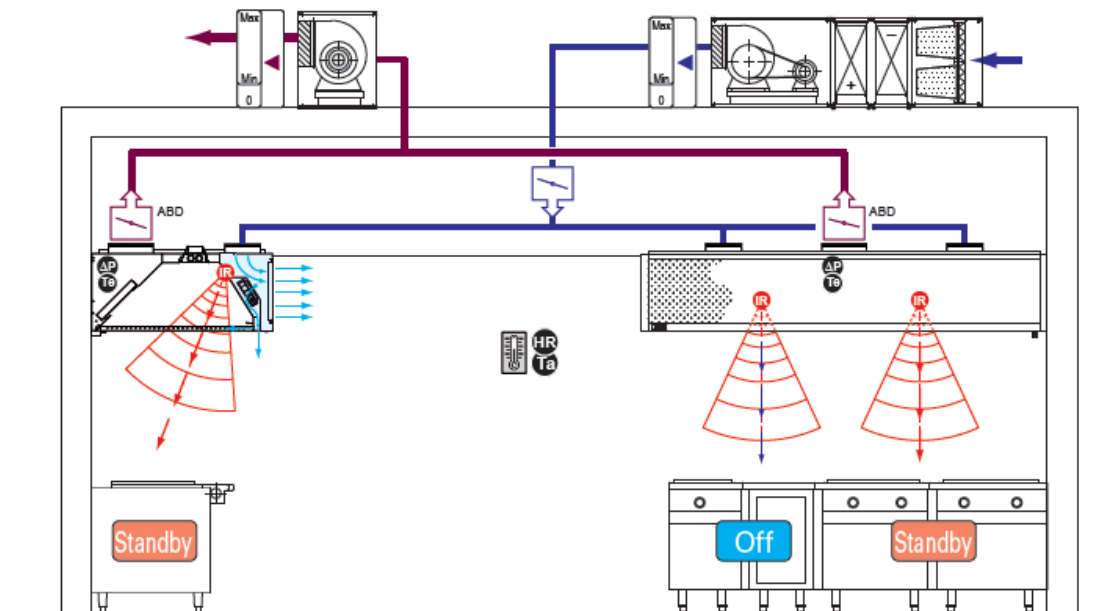 Max
Min
0
Max
Min
0
+
−
ABD
ABD
ΔP
Te
IR
ΔP
Te
IR
IR
HR
Ta
Standby
Off
Standby